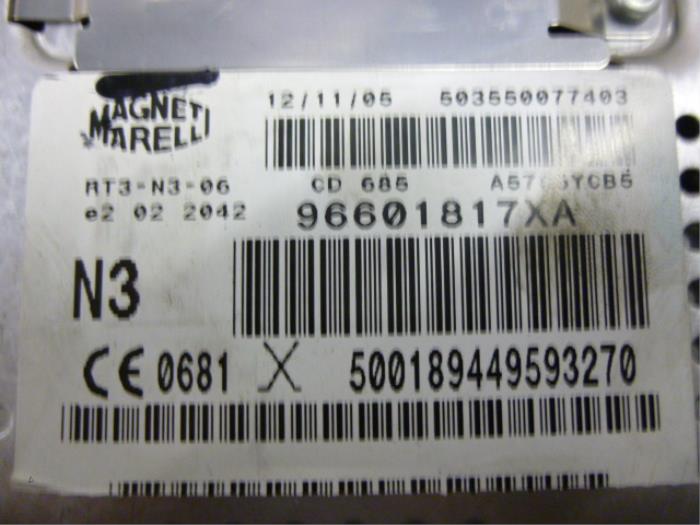 MAGNETI MARELLI
12/11/05 503550077403
RT3-N3-06 CD 685
e2 02 2042 96601817XA
N3
CE 0681 X 500189449593270